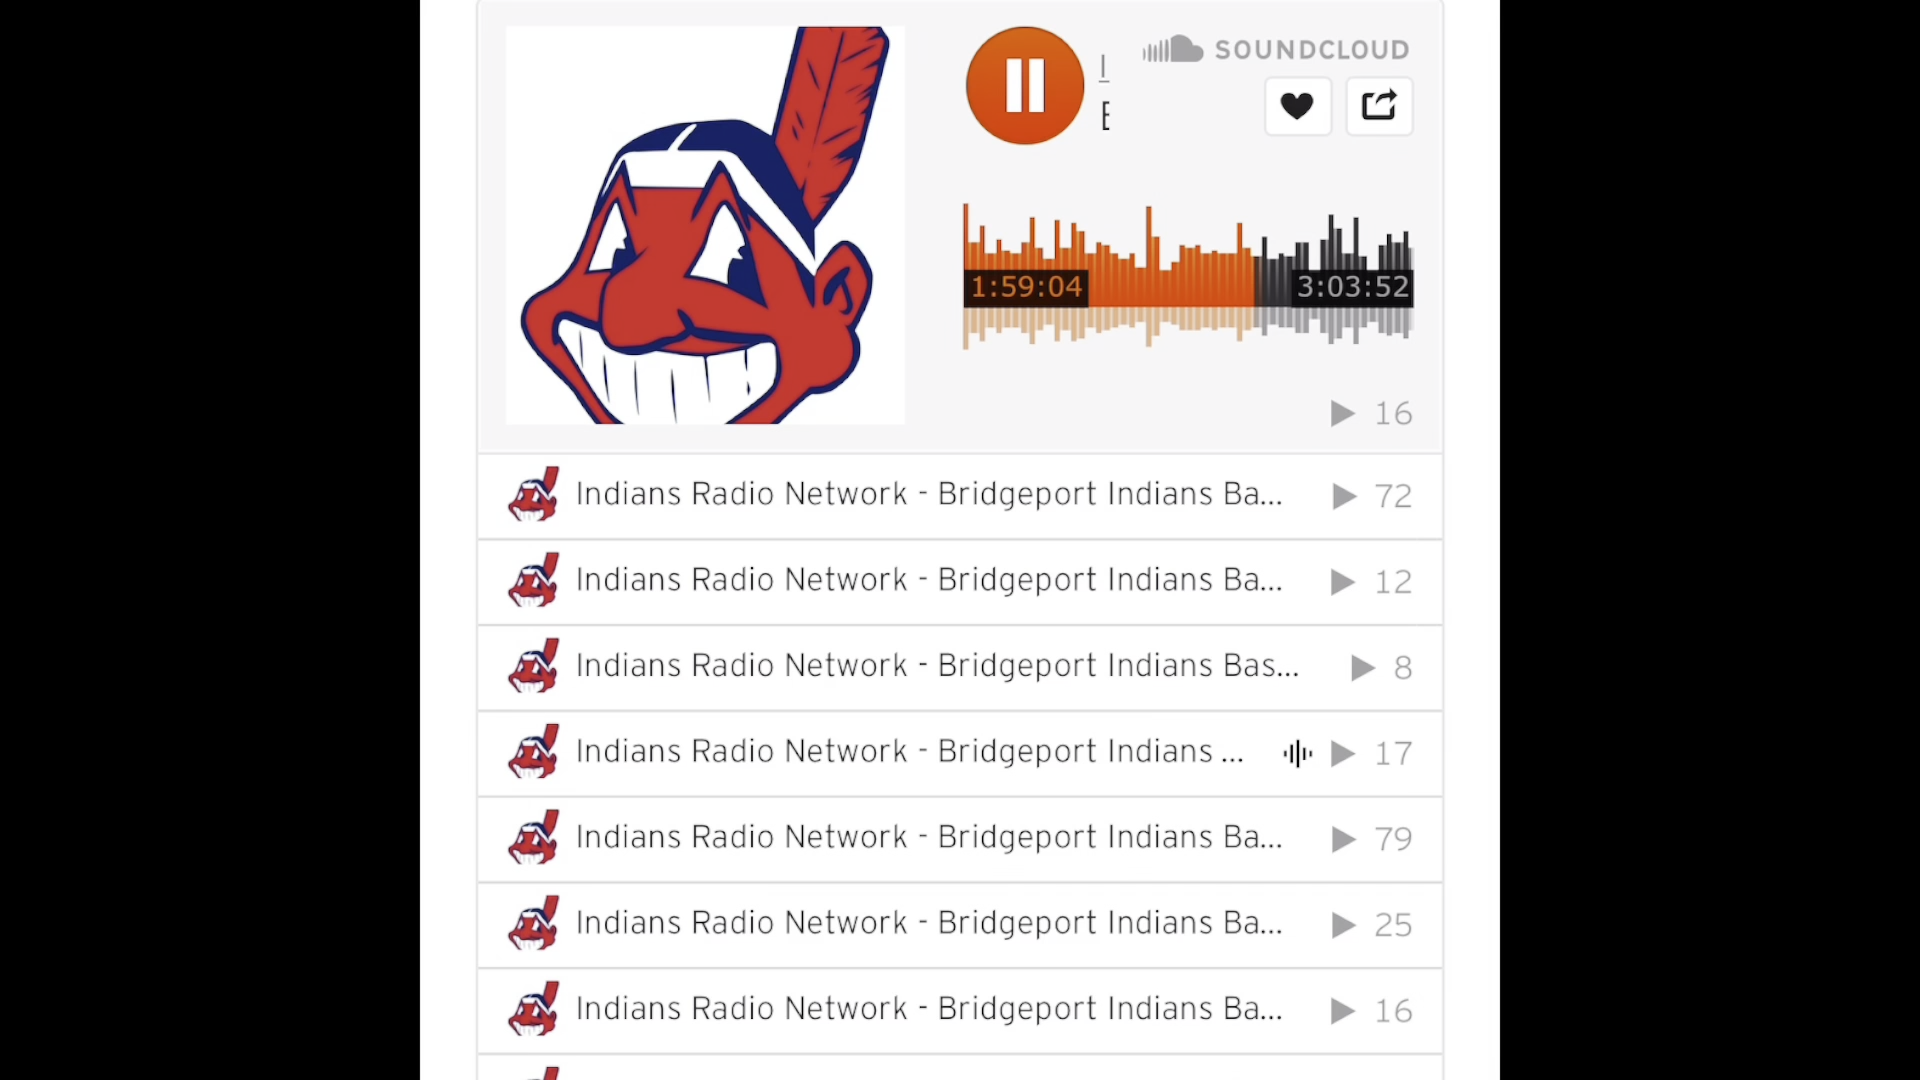 SOUNDCLOUD
1:59:04
3:03:52
16
Indians Radio Network - Bridgeport Indians Ba...
72
Indians Radio Network - Bridgeport Indians Ba...
12
Indians Radio Network - Bridgeport Indians Bas...
8
Indians Radio Network - Bridgeport Indians ...
17
Indians Radio Network - Bridgeport Indians Ba...
79
Indians Radio Network - Bridgeport Indians Ba...
25
Indians Radio Network - Bridgeport Indians Ba...
16